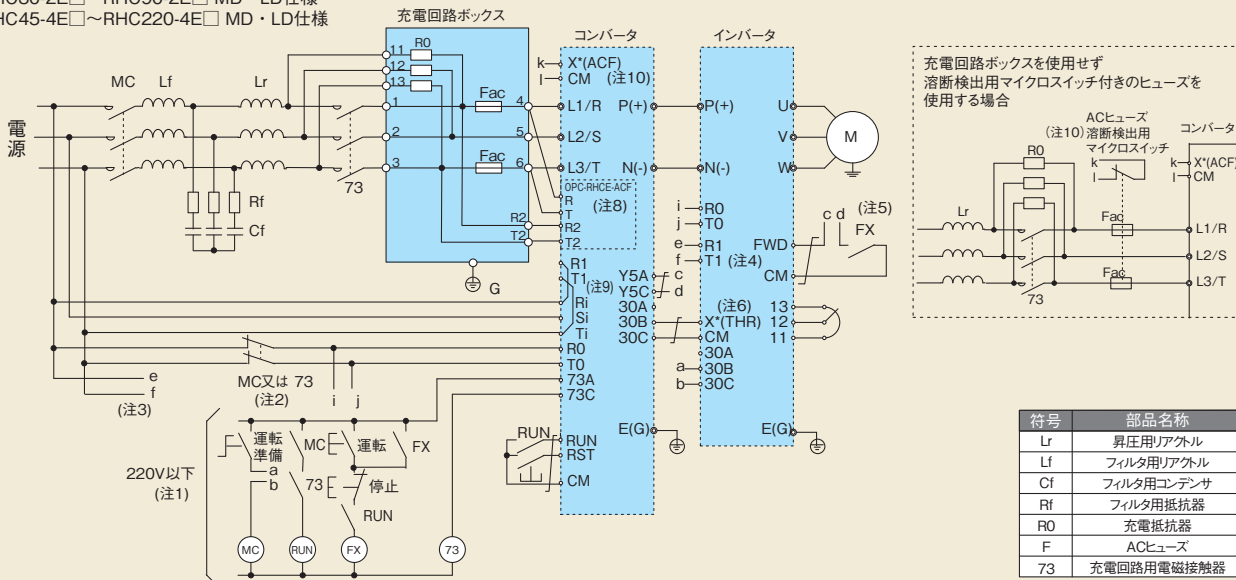 RHC45-4E□～RHC220-4E□ MD・LD仕様
充電回路ボックス
コンバータ
インバータ
11
R0
12
13
MC
Lf
Lr
1
Fac
4
2
5
3
Fac
6
73
電源
Rf
Cf
R2
T2
G
k
X*(ACF)
l
CM
(注10)
L1/R
P(+)
L2/S
L3/T
N(-)
OPC-RHCE-ACF
(注8)
R
T
R2
T2
R1
T1
(注9)
Ri
Si
Ti
R0
T0
73A
73C
Y5A
c
Y5C
d
30A
30B
30C
RUN
RUN
RST
CM
E(G)
P(+)
U
V
W
M
N(-)
i
R0
j
T0
e
R1
f
T1
(注4)
FWD
CM
c d
(注5)
FX
(注6)
13
X*(THR)
12
CM
11
30A
a
30B
b
30C
E(G)
e
f
(注3)
MC又は 73
(注2)
i
j
220V以下
(注1)
運転
準備
a
b
MC
運転
FX
73
停止
RUN
MC
RUN
FX
73
充電回路ボックスを使用せず
溶断検出用マイクロスイッチ付きのヒューズを
使用する場合
ACヒューズ
(注10)
溶断検出用
マイクロスイッチ
コンバータ
R0
k
l
k
X*(ACF)
l
CM
Lr
Fac
L1/R
L2/S
Fac
L3/T
73
符号 部品名称
Lr 昇圧用リアクトル
Lf フィルタ用リアクトル
Cf フィルタ用コンデンサ
Rf フィルタ用抵抗器
R0 充電抵抗器
F ACヒューズ
73 充電回路用電磁接触器